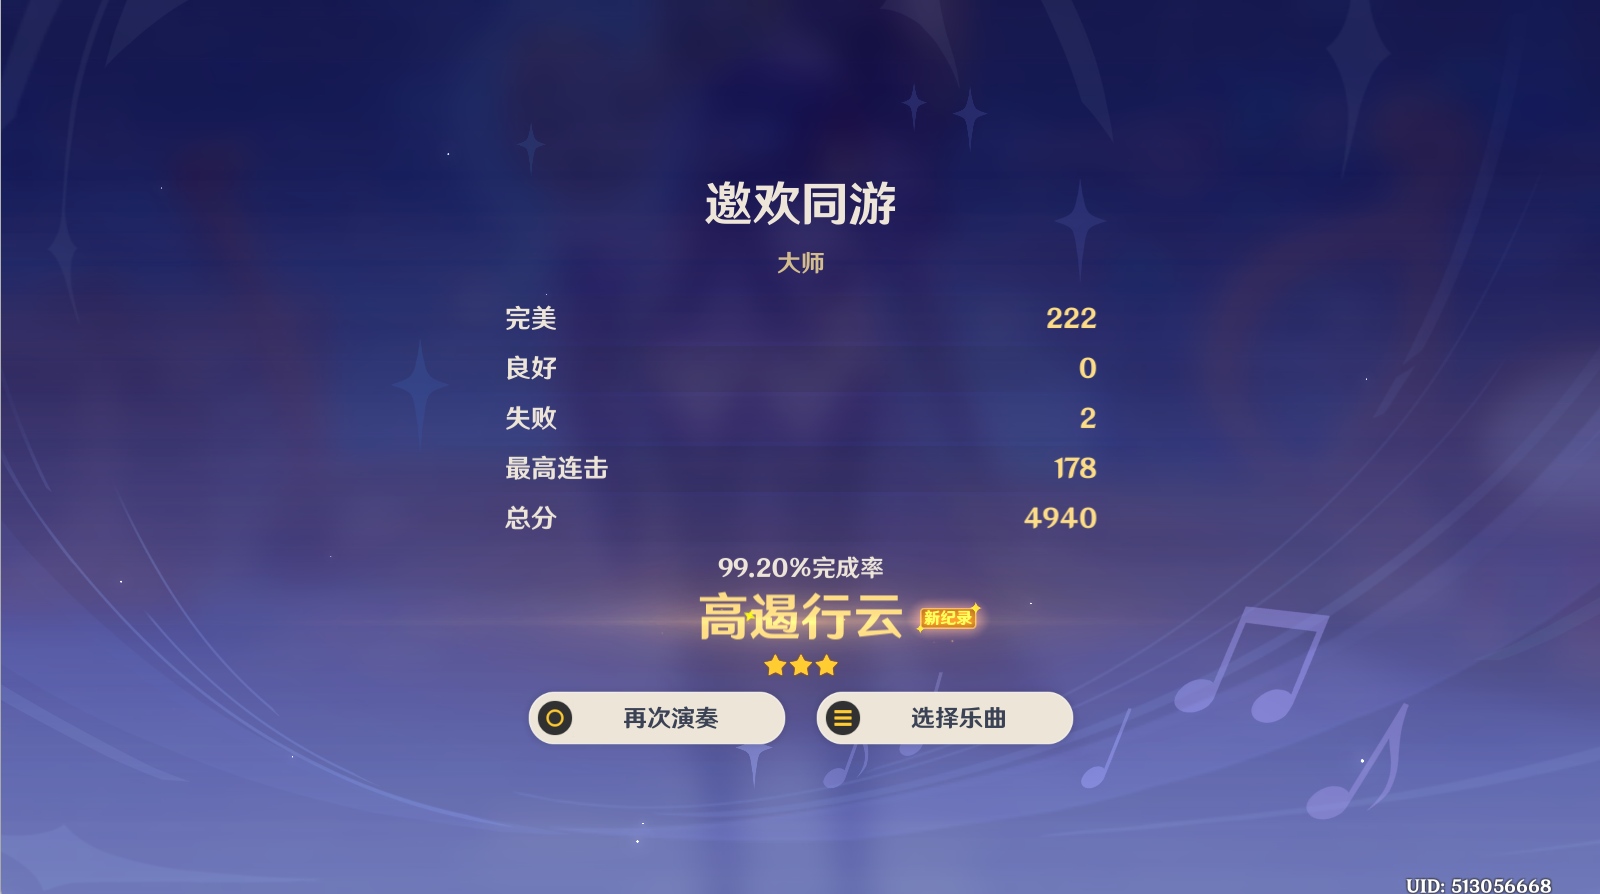 邀欢同游
大师
完美 222
良好 0
失败 2
最高连击 178
总分 4940
99.20%完成率
高遏行云 新纪录
再次演奏 选择乐曲
UID: 513056668